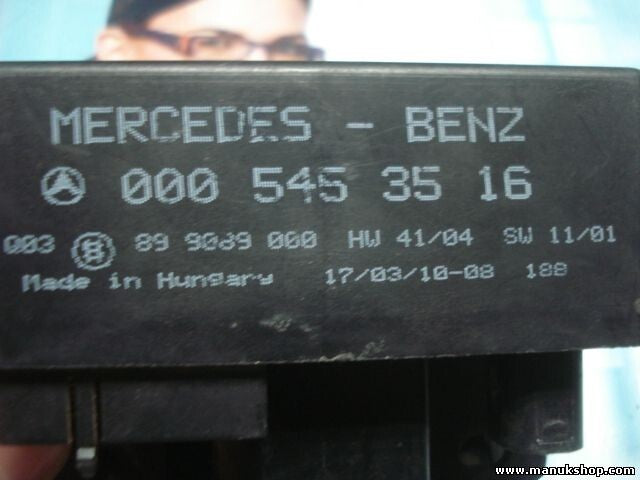 MERCEDES - BENZ
000 545 35 16
003 B 89 9089 000 HW 41/04 SW 11/01
Made in Hungary 17/03/10-08 188
www.manukshop.com